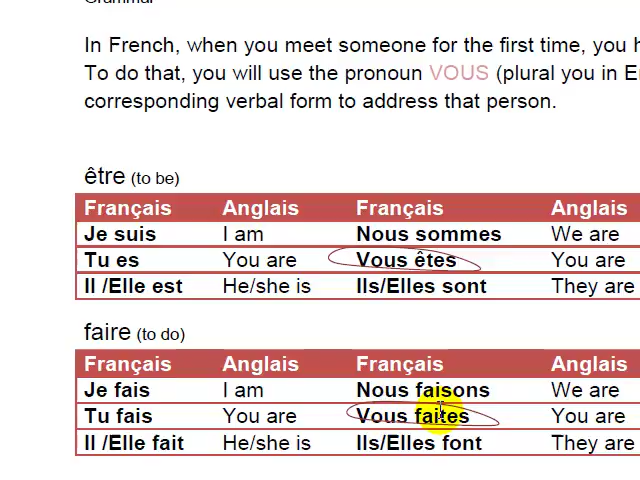 Grammar
In French, when you meet someone for the first time, you h
To do that, you will use the pronoun VOUS (plural you in En
corresponding verbal form to address that person.
être (to be)
Français Anglais Français Anglais
Je suis I am Nous sommes We are
Tu es You are Vous êtes You are
Il /Elle est He/she is Ils/Elles sont They are
faire (to do)
Français Anglais Français Anglais
Je fais I am Nous faisons We are
Tu fais You are Vous faites You are
Il /Elle fait He/she is Ils/Elles font They are